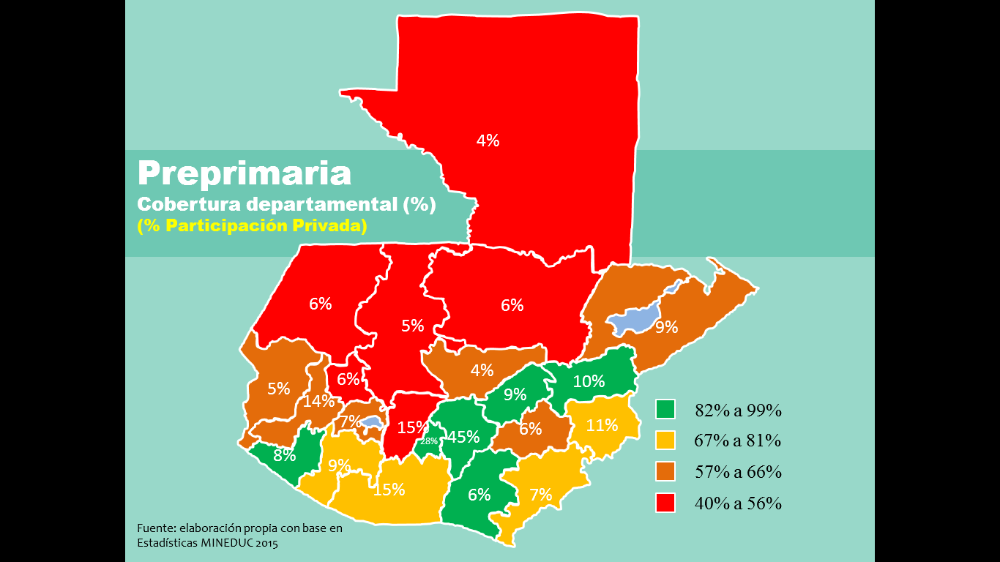 4%
Preprimaria
Cobertura departamental (%)
(% Participación Privada)
6%
5%
6%
9%
5%
14%
6%
4%
9%
10%
7%
15%
28%
45%
6%
11%
8%
9%
15%
6%
7%
82% a 99%
67% a 81%
57% a 66%
40% a 56%
Fuente: elaboración propia con base en
Estadísticas MINEDUC 2015